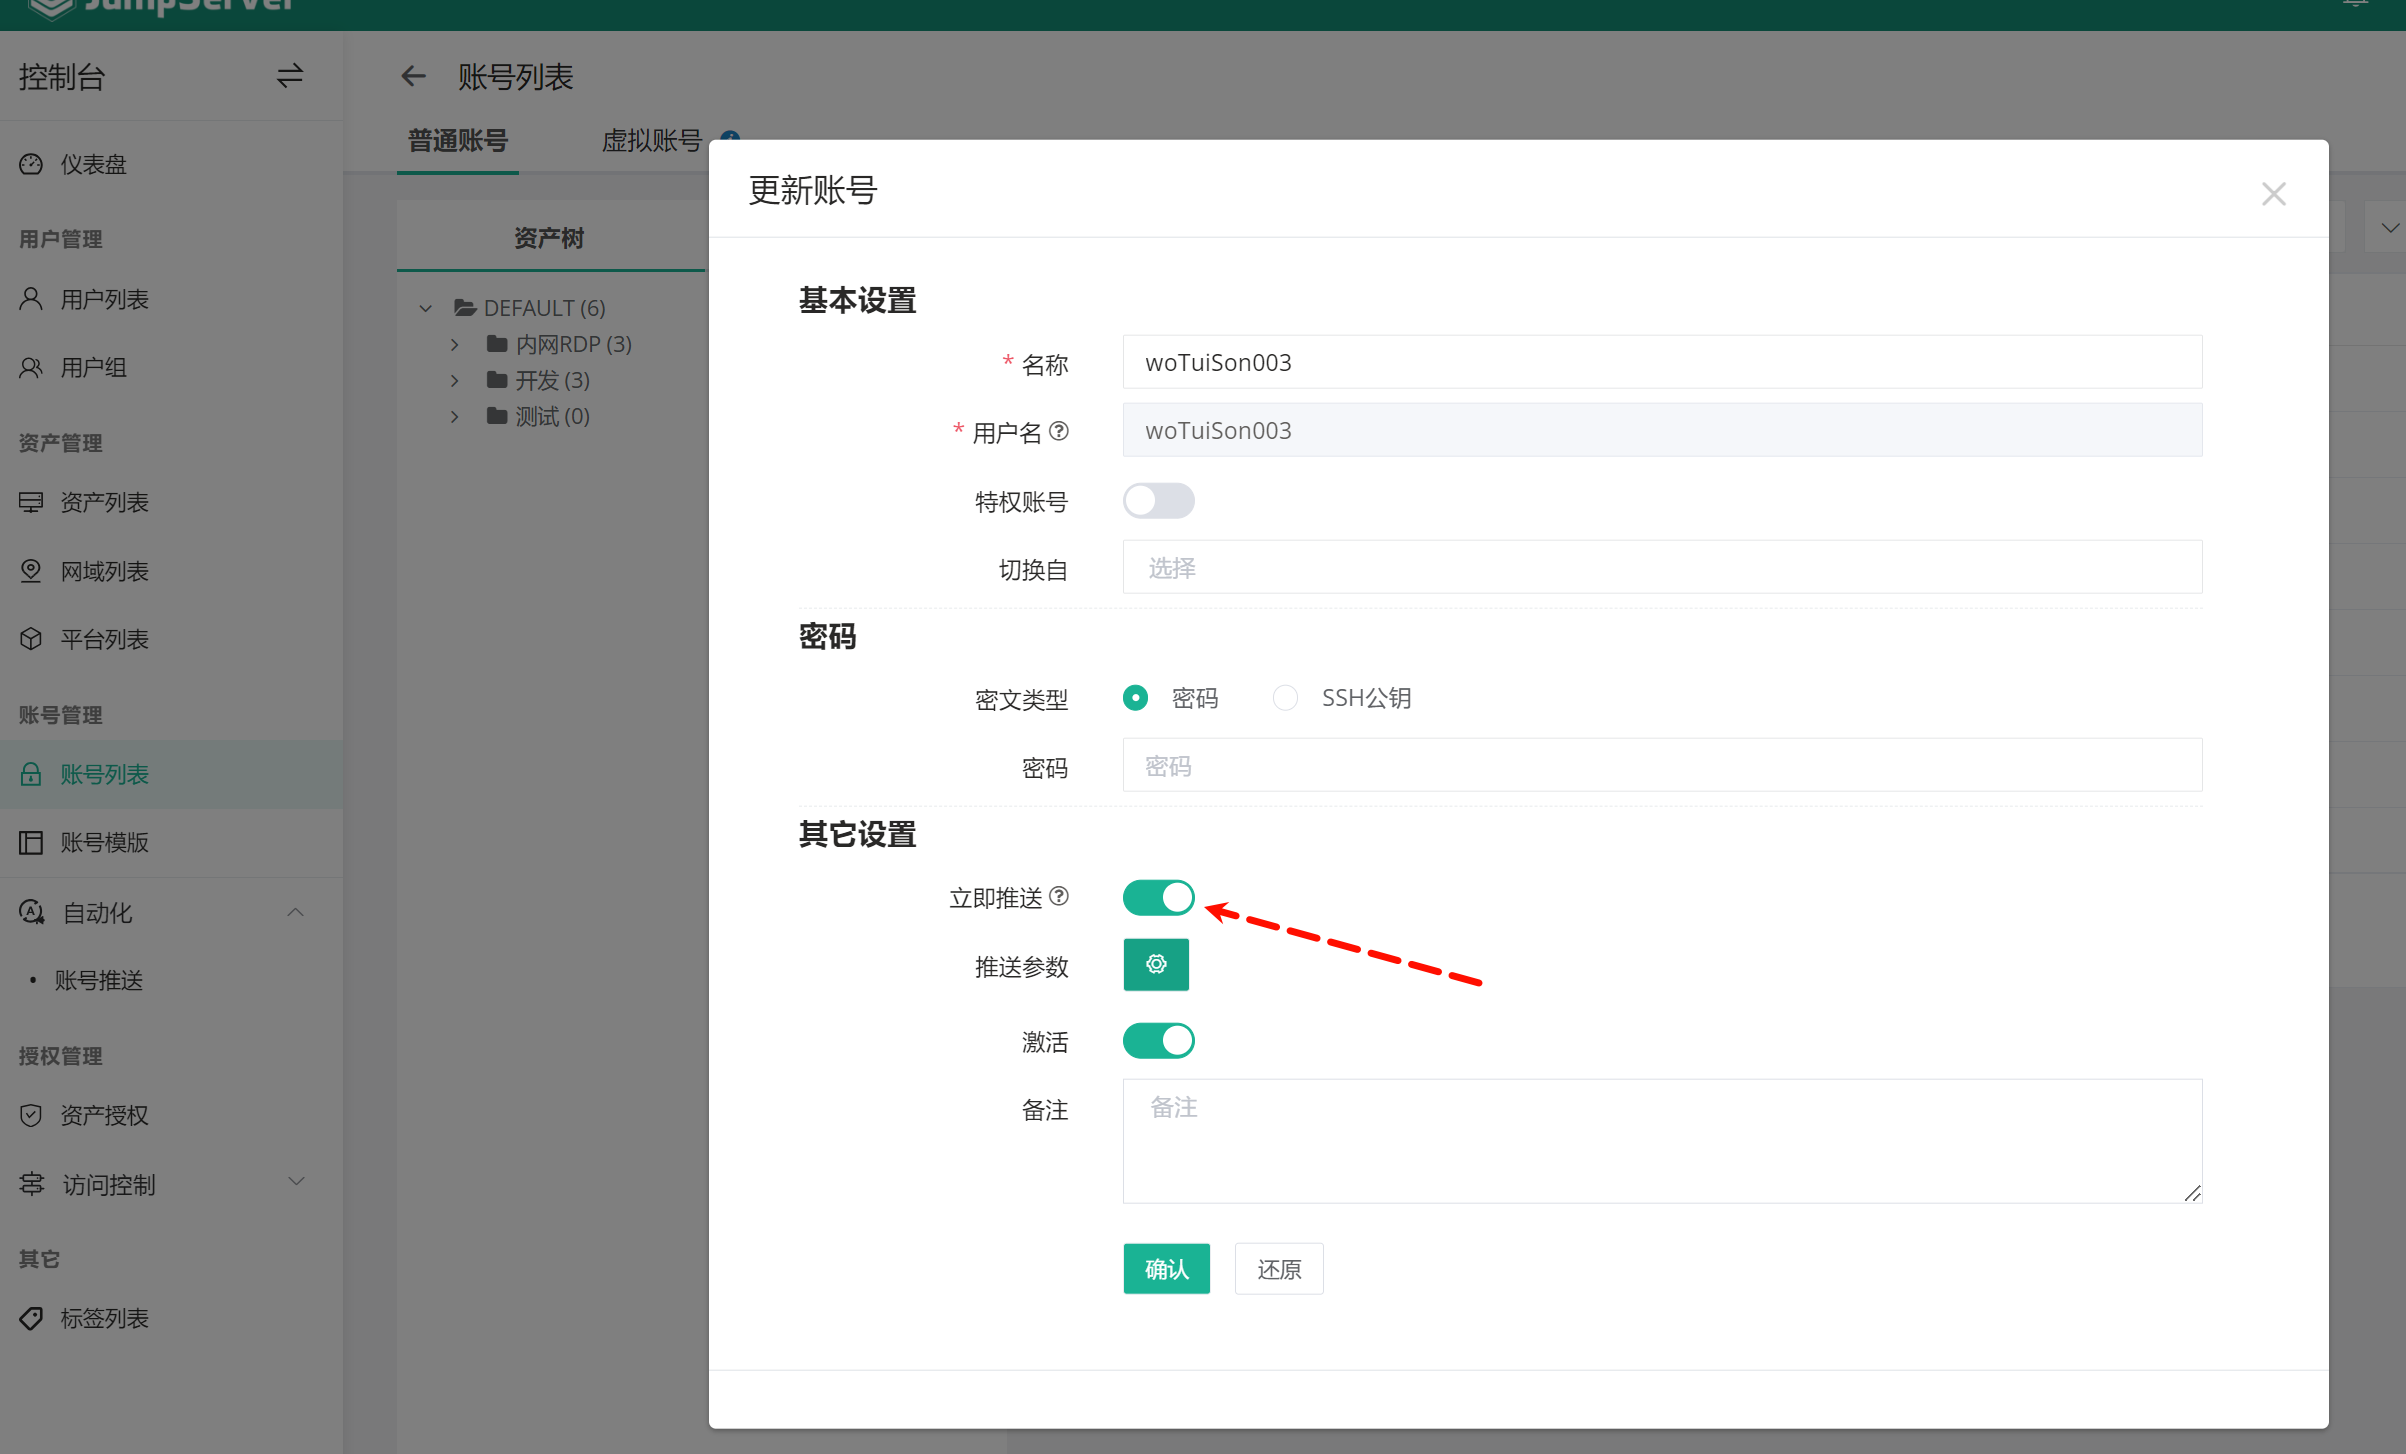 JumpServer
控制台
仪表盘
用户管理
用户列表
用户组
资产管理
资产列表
网域列表
平台列表
账号管理
账号列表
账号模版
自动化
账号推送
授权管理
资产授权
访问控制
其它
标签列表
账号列表
普通账号
虚拟账号
资产树
DEFAULT (6)
内网RDP (3)
开发 (3)
测试 (0)
更新账号
基本设置
* 名称
woTuiSon003
* 用户名
woTuiSon003
特权账号
切换自
选择
密码
密文类型
密码
SSH公钥
密码
密码
其它设置
立即推送
推送参数
激活
备注
备注
确认
还原